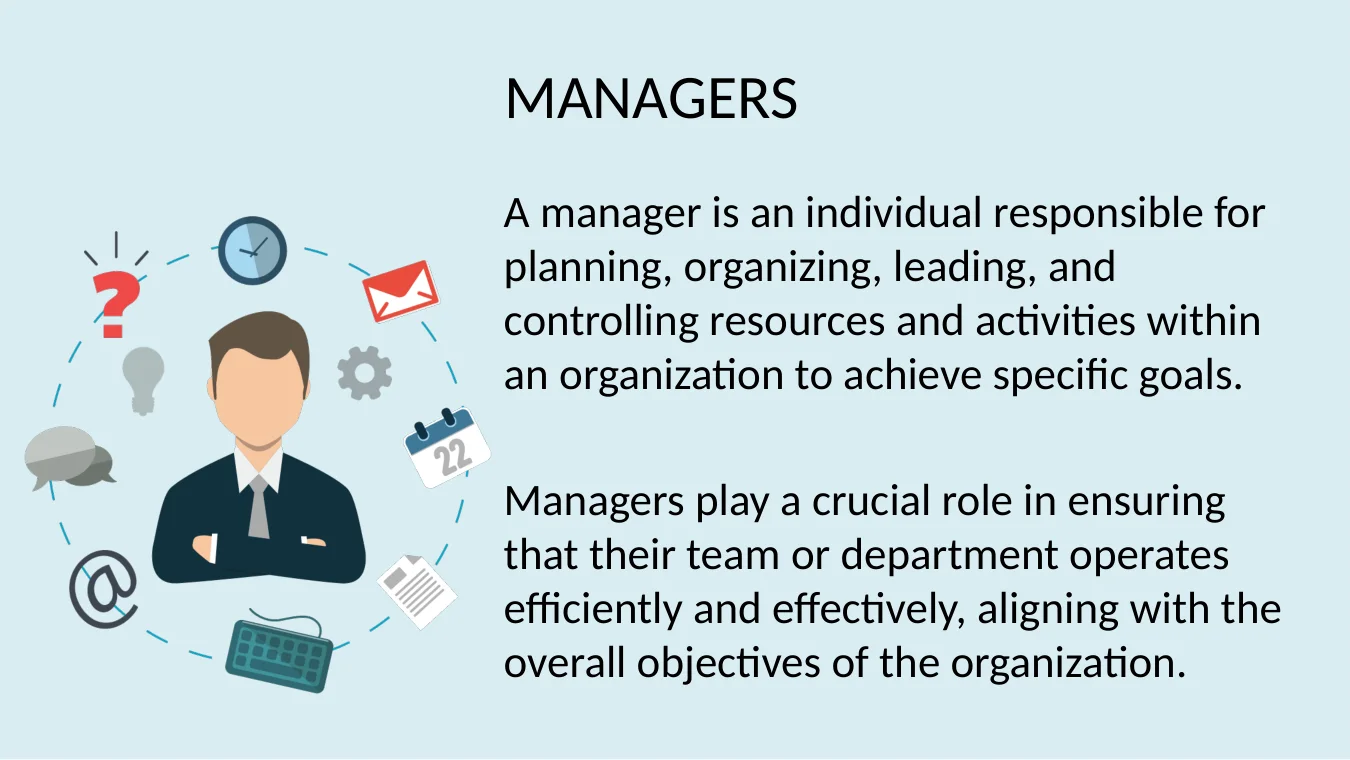 MANAGERS
A manager is an individual responsible for
planning, organizing, leading, and
controlling resources and activities within
an organization to achieve specific goals.
Managers play a crucial role in ensuring
that their team or department operates
efficiently and effectively, aligning with the
overall objectives of the organization.
?
22
@